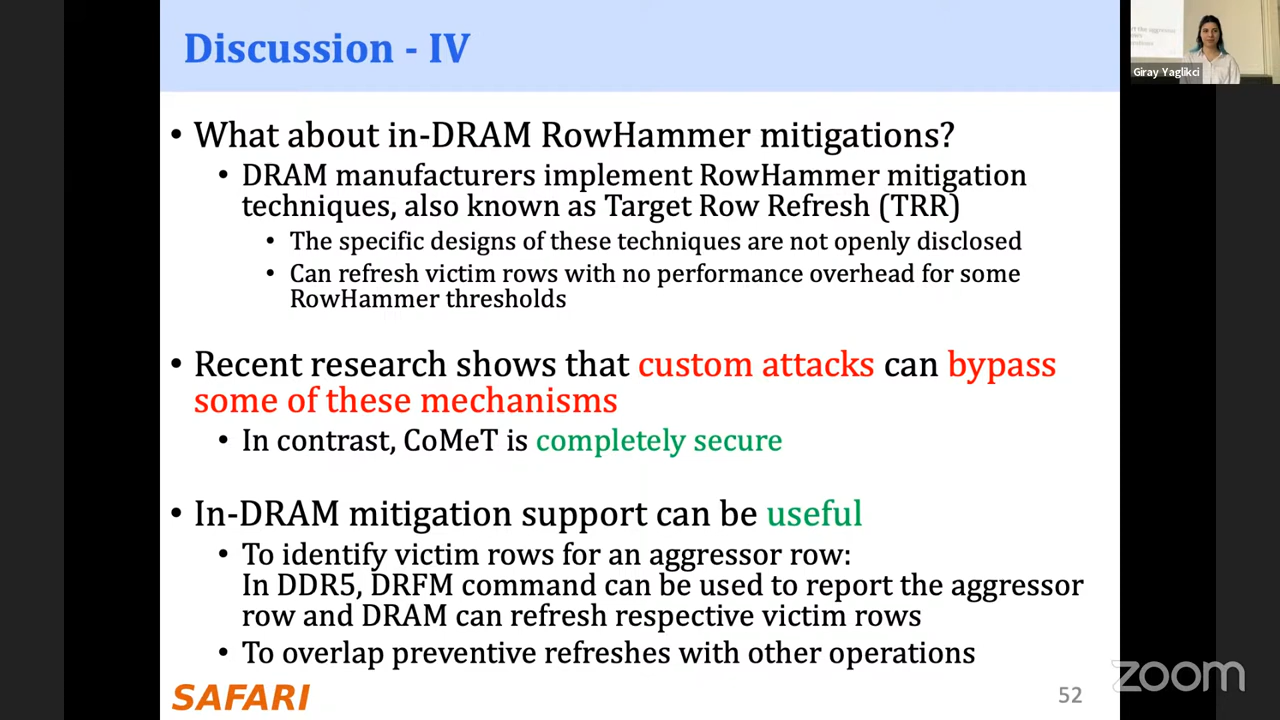 Discussion - IV
• What about in-DRAM RowHammer mitigations?
• DRAM manufacturers implement RowHammer mitigation
techniques, also known as Target Row Refresh (TRR)
• The specific designs of these techniques are not openly disclosed
• Can refresh victim rows with no performance overhead for some
RowHammer thresholds
• Recent research shows that custom attacks can bypass
some of these mechanisms
• In contrast, CoMeT is completely secure
• In-DRAM mitigation support can be useful
• To identify victim rows for an aggressor row:
In DDR5, DRFM command can be used to report the aggressor
row and DRAM can refresh respective victim rows
• To overlap preventive refreshes with other operations
SAFARI
52
Giray Yaglikci
zoom